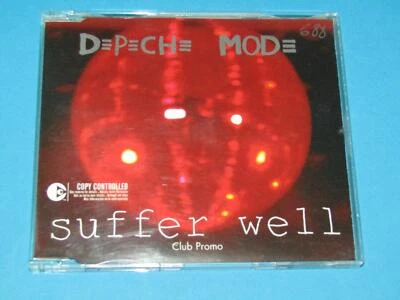 DEPECHE MODE
688
COPY CONTROLLED
suffer well
Club Promo